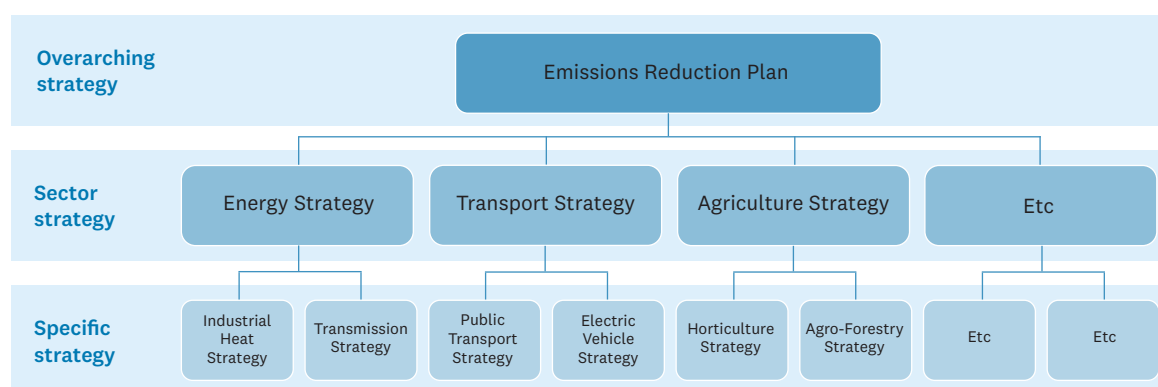 Overarching
strategy
Emissions Reduction Plan
Sector
strategy
Energy Strategy
Transport Strategy
Agriculture Strategy
Etc
Specific
strategy
Industrial
Heat
Strategy
Transmission
Strategy
Public
Transport
Strategy
Electric
Vehicle
Strategy
Horticulture
Strategy
Agro-Forestry
Strategy
Etc
Etc